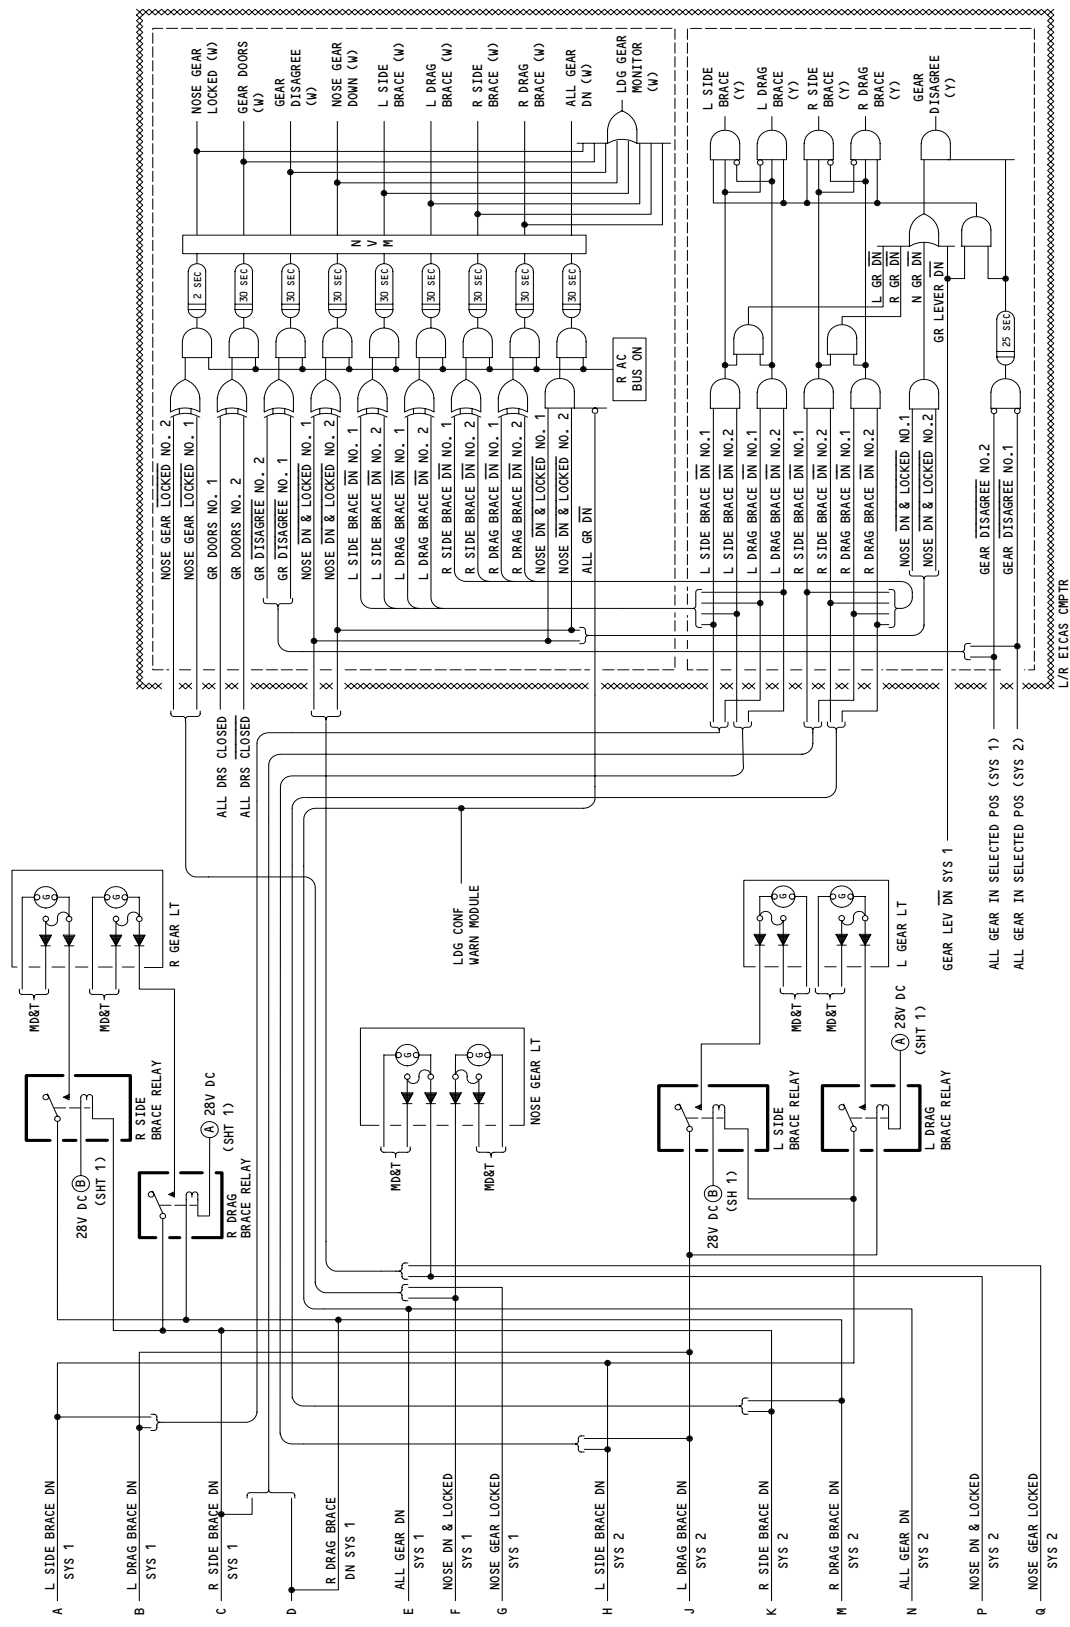 NOSE GEAR
LOCKED (W)
GEAR DOORS
(W)
GEAR
DISAGREE
(W)
NOSE GEAR
DOWN (W)
L SIDE
BRACE (W)
L DRAG
BRACE (W)
R SIDE
BRACE (W)
R DRAG
BRACE (W)
ALL GEAR
DN (W)
LDG GEAR
MONITOR
(W)
L SIDE
BRACE
(Y)
L DRAG
BRACE
(Y)
R SIDE
BRACE
(Y)
R DRAG
BRACE
(Y)
GEAR
DISAGREE
(Y)
N V M
2 SEC
30 SEC
30 SEC
30 SEC
30 SEC
30 SEC
30 SEC
30 SEC
30 SEC
R AC
BUS ON
L GR DN
R GR DN
N GR DN
GR LEVER DN
25 SEC
NOSE GEAR LOCKED NO. 2
NOSE GEAR LOCKED NO. 1
GR DOORS NO. 1
GR DOORS NO. 2
GR DISAGREE NO. 2
GR DISAGREE NO. 1
NOSE DN & LOCKED NO. 1
NOSE DN & LOCKED NO. 2
L SIDE BRACE DN NO. 1
L SIDE BRACE DN NO. 2
L DRAG BRACE DN NO. 1
L DRAG BRACE DN NO. 2
R SIDE BRACE DN NO. 1
R SIDE BRACE DN NO. 2
R DRAG BRACE DN NO. 1
R DRAG BRACE DN NO. 2
NOSE DN & LOCKED NO. 1
NOSE DN & LOCKED NO. 2
ALL GR DN
L SIDE BRACE DN NO.1
L SIDE BRACE DN NO.2
L DRAG BRACE DN NO.1
L DRAG BRACE DN NO.2
R SIDE BRACE DN NO.1
R SIDE BRACE DN NO.2
R DRAG BRACE DN NO.1
R DRAG BRACE DN NO.2
NOSE DN & LOCKED NO.1
NOSE DN & LOCKED NO.2
GEAR DISAGREE NO.2
GEAR DISAGREE NO.1
L/R EICAS CMPTR
ALL DRS CLOSED
ALL DRS CLOSED
LDG CONF
WARN MODULE
GEAR LEV DN SYS 1
ALL GEAR IN SELECTED POS (SYS 1)
ALL GEAR IN SELECTED POS (SYS 2)
G
G
R GEAR LT
MD&T
MD&T
G
G
NOSE GEAR LT
MD&T
MD&T
G
G
L GEAR LT
MD&T
MD&T
R SIDE
BRACE RELAY
28V DC B
(SHT 1)
R DRAG
BRACE RELAY
A 28V DC
(SHT 1)
L SIDE
BRACE RELAY
28V DC B
(SH 1)
L DRAG
BRACE RELAY
A 28V DC
(SHT 1)
A
L SIDE BRACE DN
SYS 1
B
L DRAG BRACE DN
SYS 1
C
R SIDE BRACE DN
SYS 1
D
R DRAG BRACE
DN SYS 1
E
ALL GEAR DN
SYS 1
F
NOSE DN & LOCKED
SYS 1
G
NOSE GEAR LOCKED
SYS 1
H
L SIDE BRACE DN
SYS 2
J
L DRAG BRACE DN
SYS 2
K
R SIDE BRACE DN
SYS 2
M
R DRAG BRACE DN
SYS 2
N
ALL GEAR DN
SYS 2
P
NOSE DN & LOCKED
SYS 2
Q
NOSE GEAR LOCKED
SYS 2